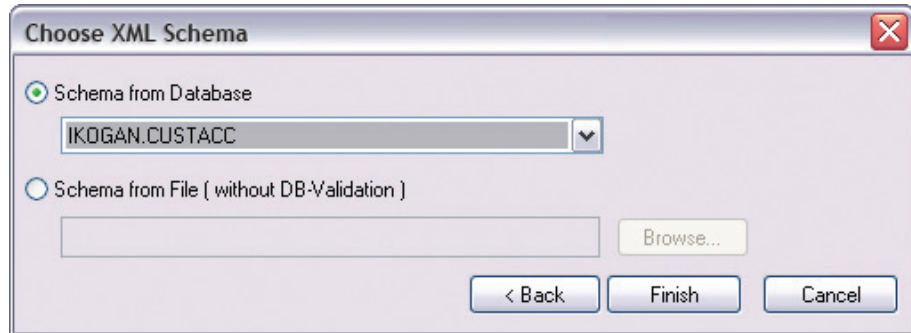 Choose XML Schema
Schema from Database
IKOGAN.CUSTACC
Schema from File ( without DB-Validation )
Browse...
< Back Finish Cancel